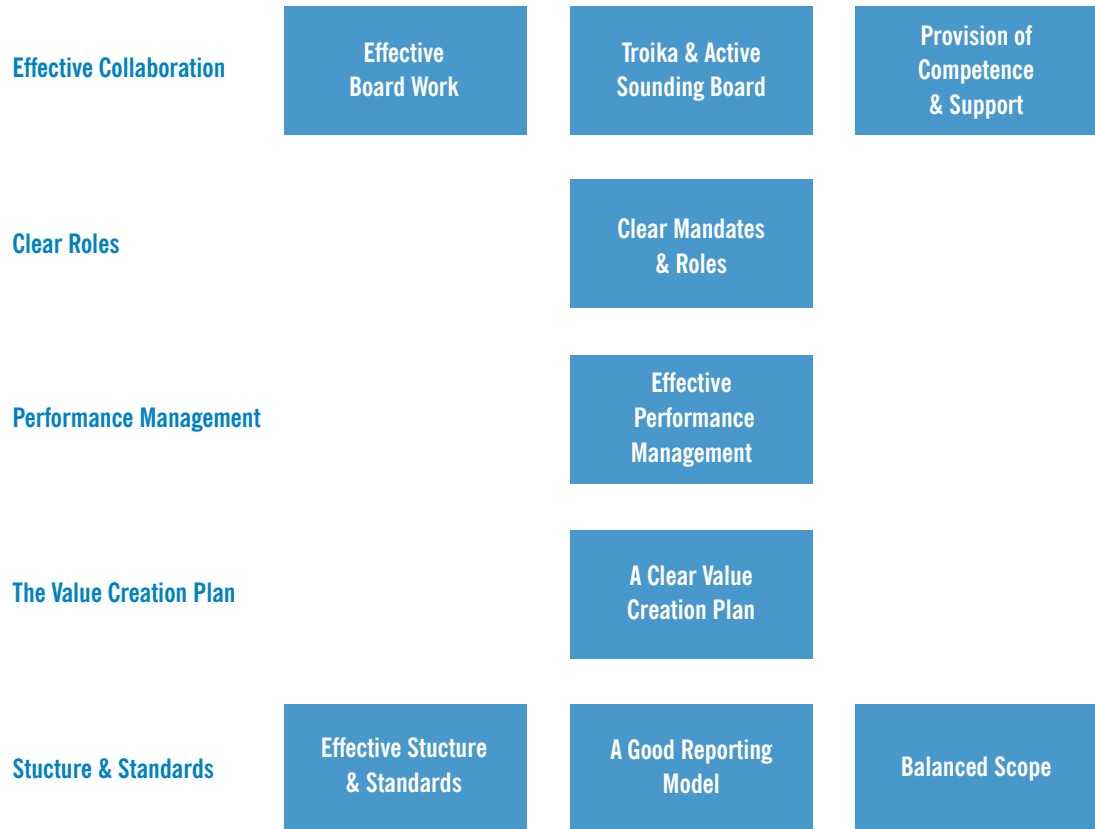 Effective Collaboration
Effective
Board Work
Troika & Active
Sounding Board
Provision of
Competence
& Support
Clear Roles
Clear Mandates
& Roles
Performance Management
Effective
Performance
Management
The Value Creation Plan
A Clear Value
Creation Plan
Stucture & Standards
Effective Stucture
& Standards
A Good Reporting
Model
Balanced Scope